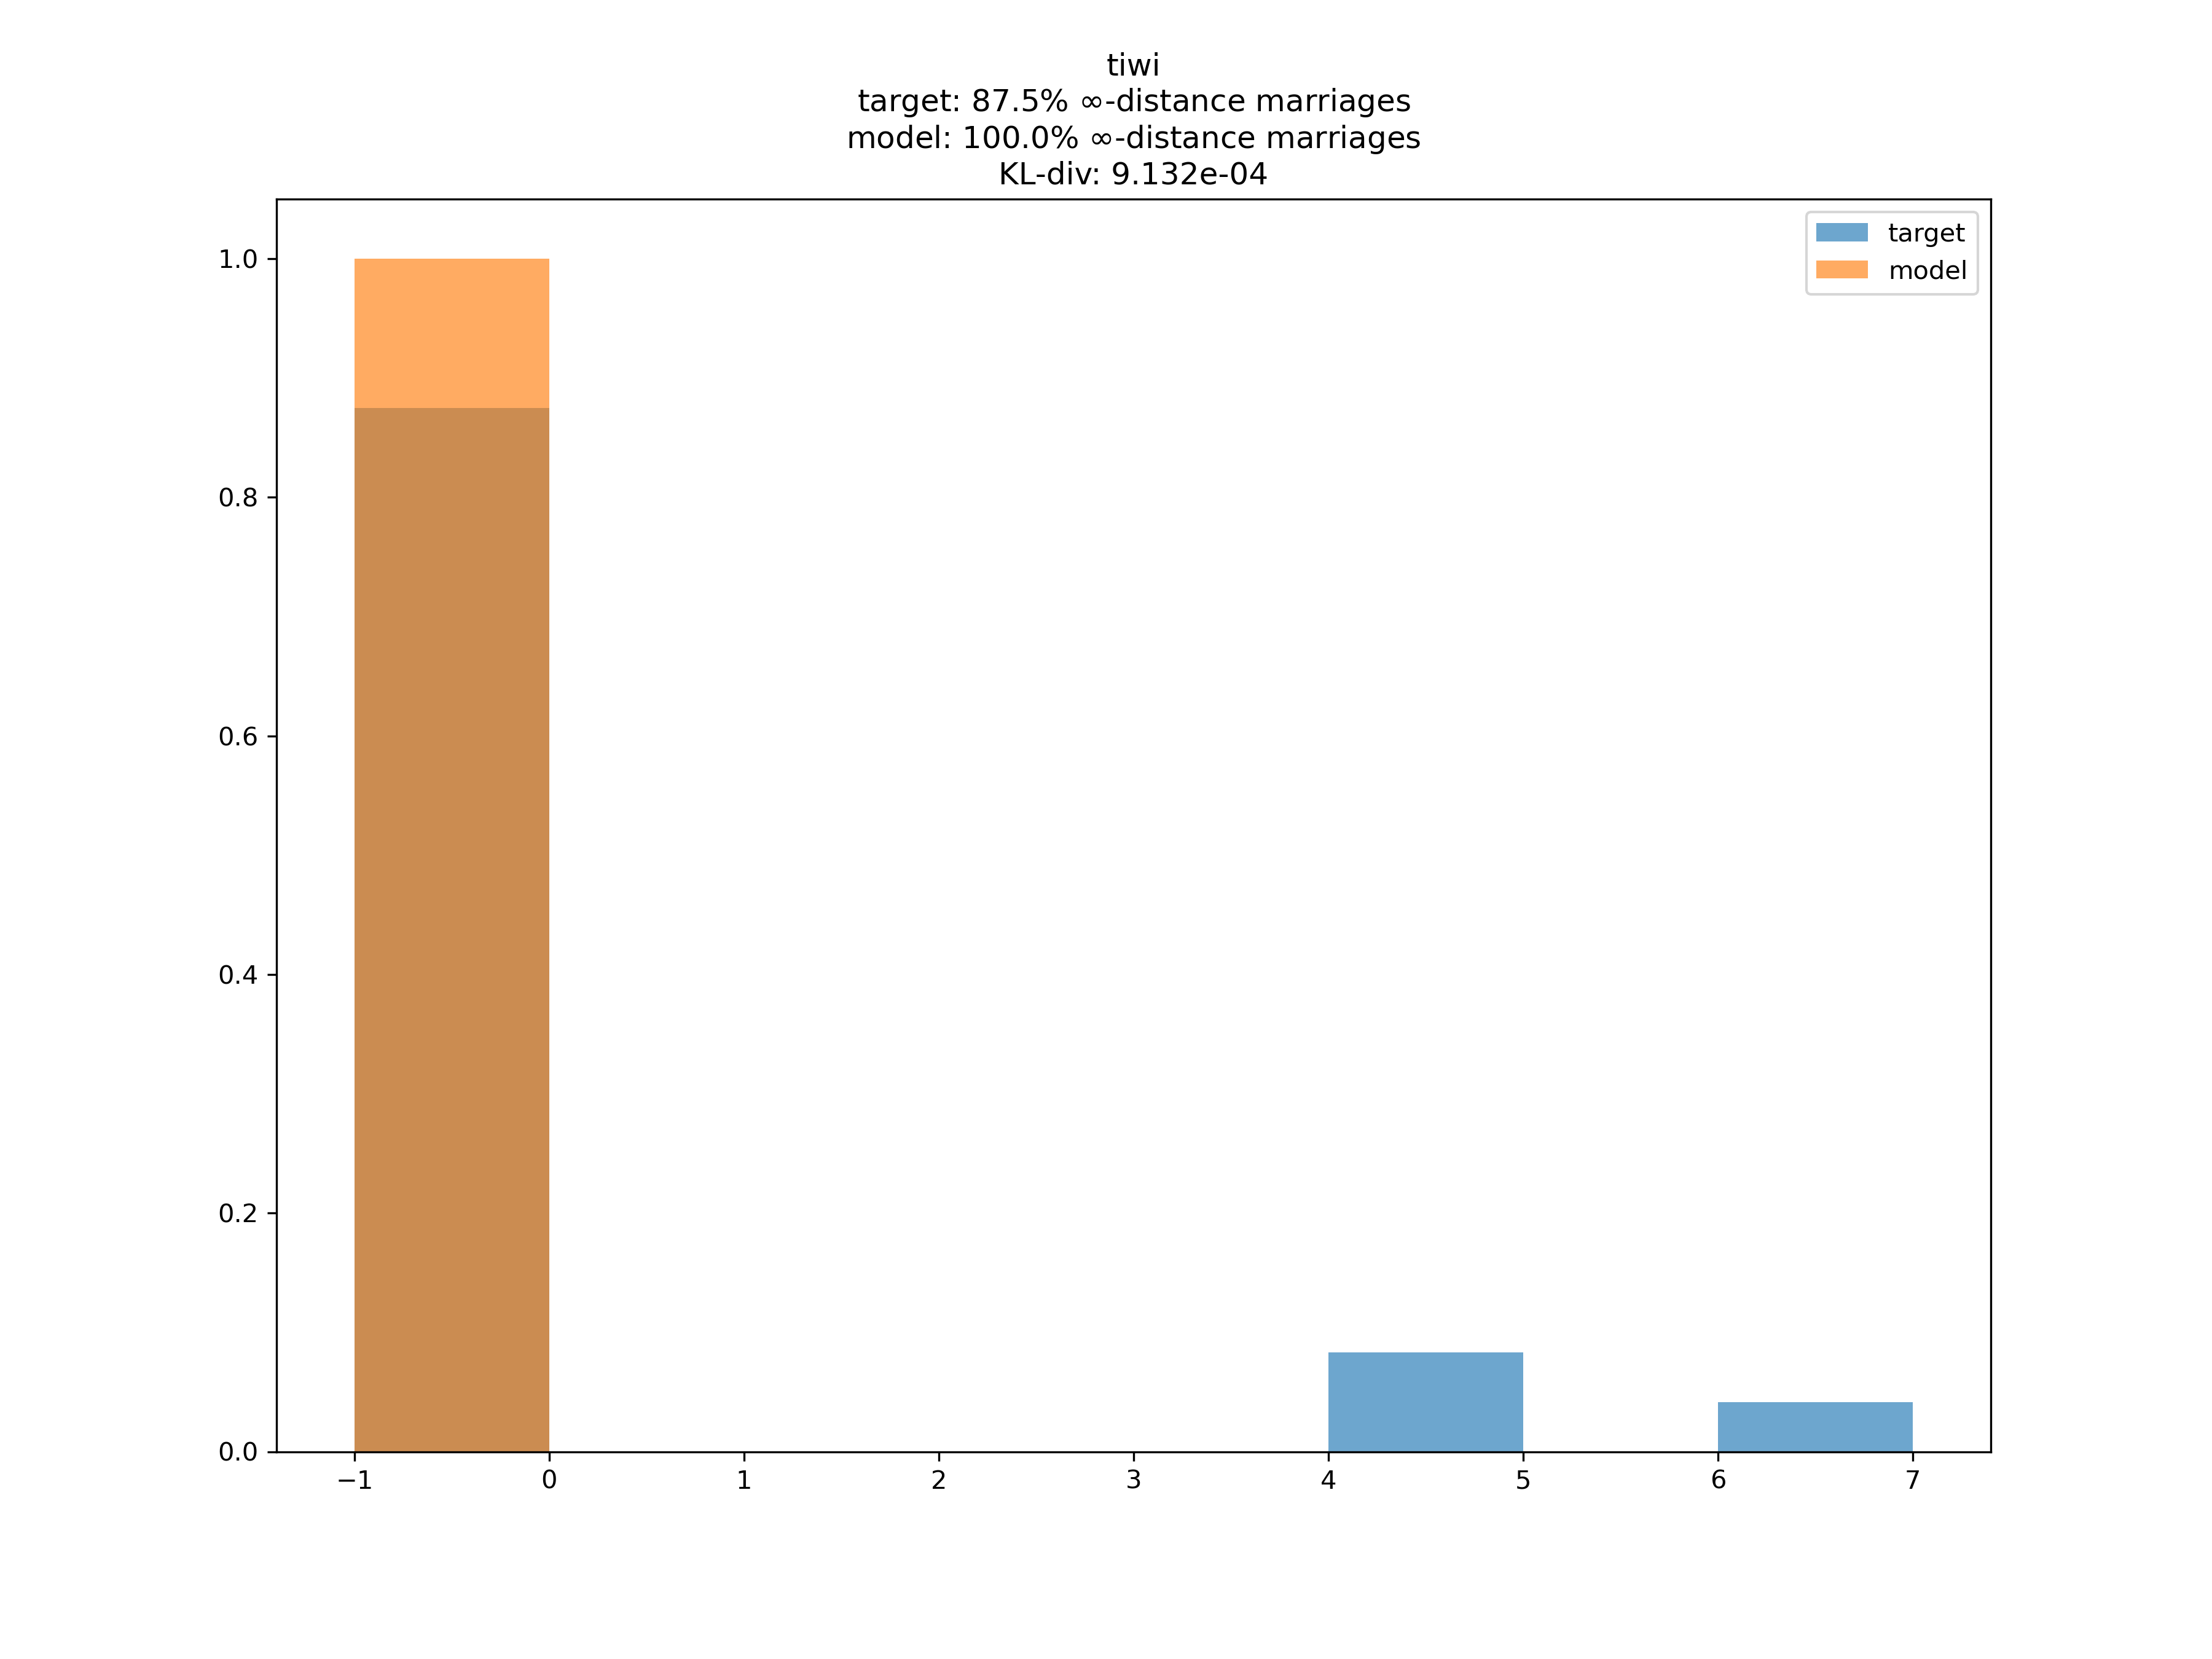 tiwi
target: 87.5% ∞-distance marriages
model: 100.0% ∞-distance marriages
KL-div: 9.132e-04
target
model
1.0
0.8
0.6
0.4
0.2
0.0
−1 0 1 2 3 4 5 6 7